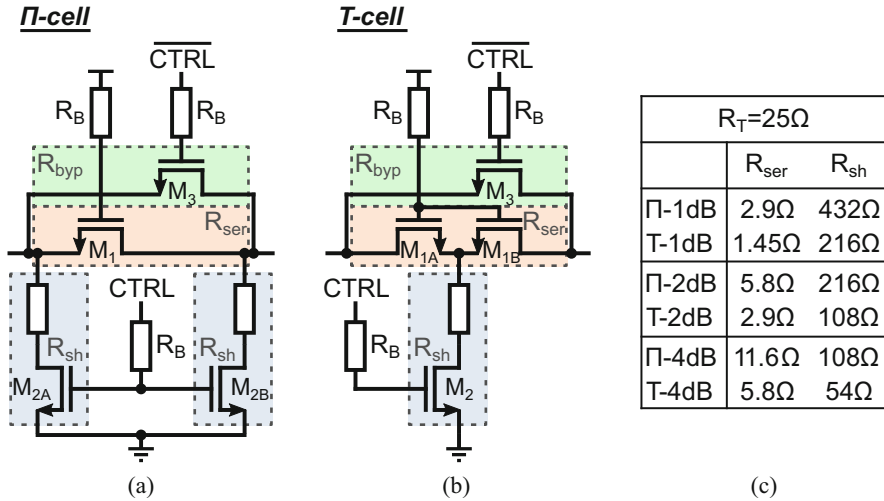 Π-cell
T-cell
CTRL
CTRL
R_B
R_B
R_B
R_B
R_byp
M_3
R_ser
M_1
CTRL
R_B
R_sh
R_sh
M_2A
M_2B
R_byp
M_3
R_ser
M_1A
M_1B
CTRL
R_B
R_sh
M_2
R_T=25Ω
R_ser R_sh
Π-1dB 2.9Ω 432Ω
T-1dB 1.45Ω 216Ω
Π-2dB 5.8Ω 216Ω
T-2dB 2.9Ω 108Ω
Π-4dB 11.6Ω 108Ω
T-4dB 5.8Ω 54Ω
(a)
(b)
(c)